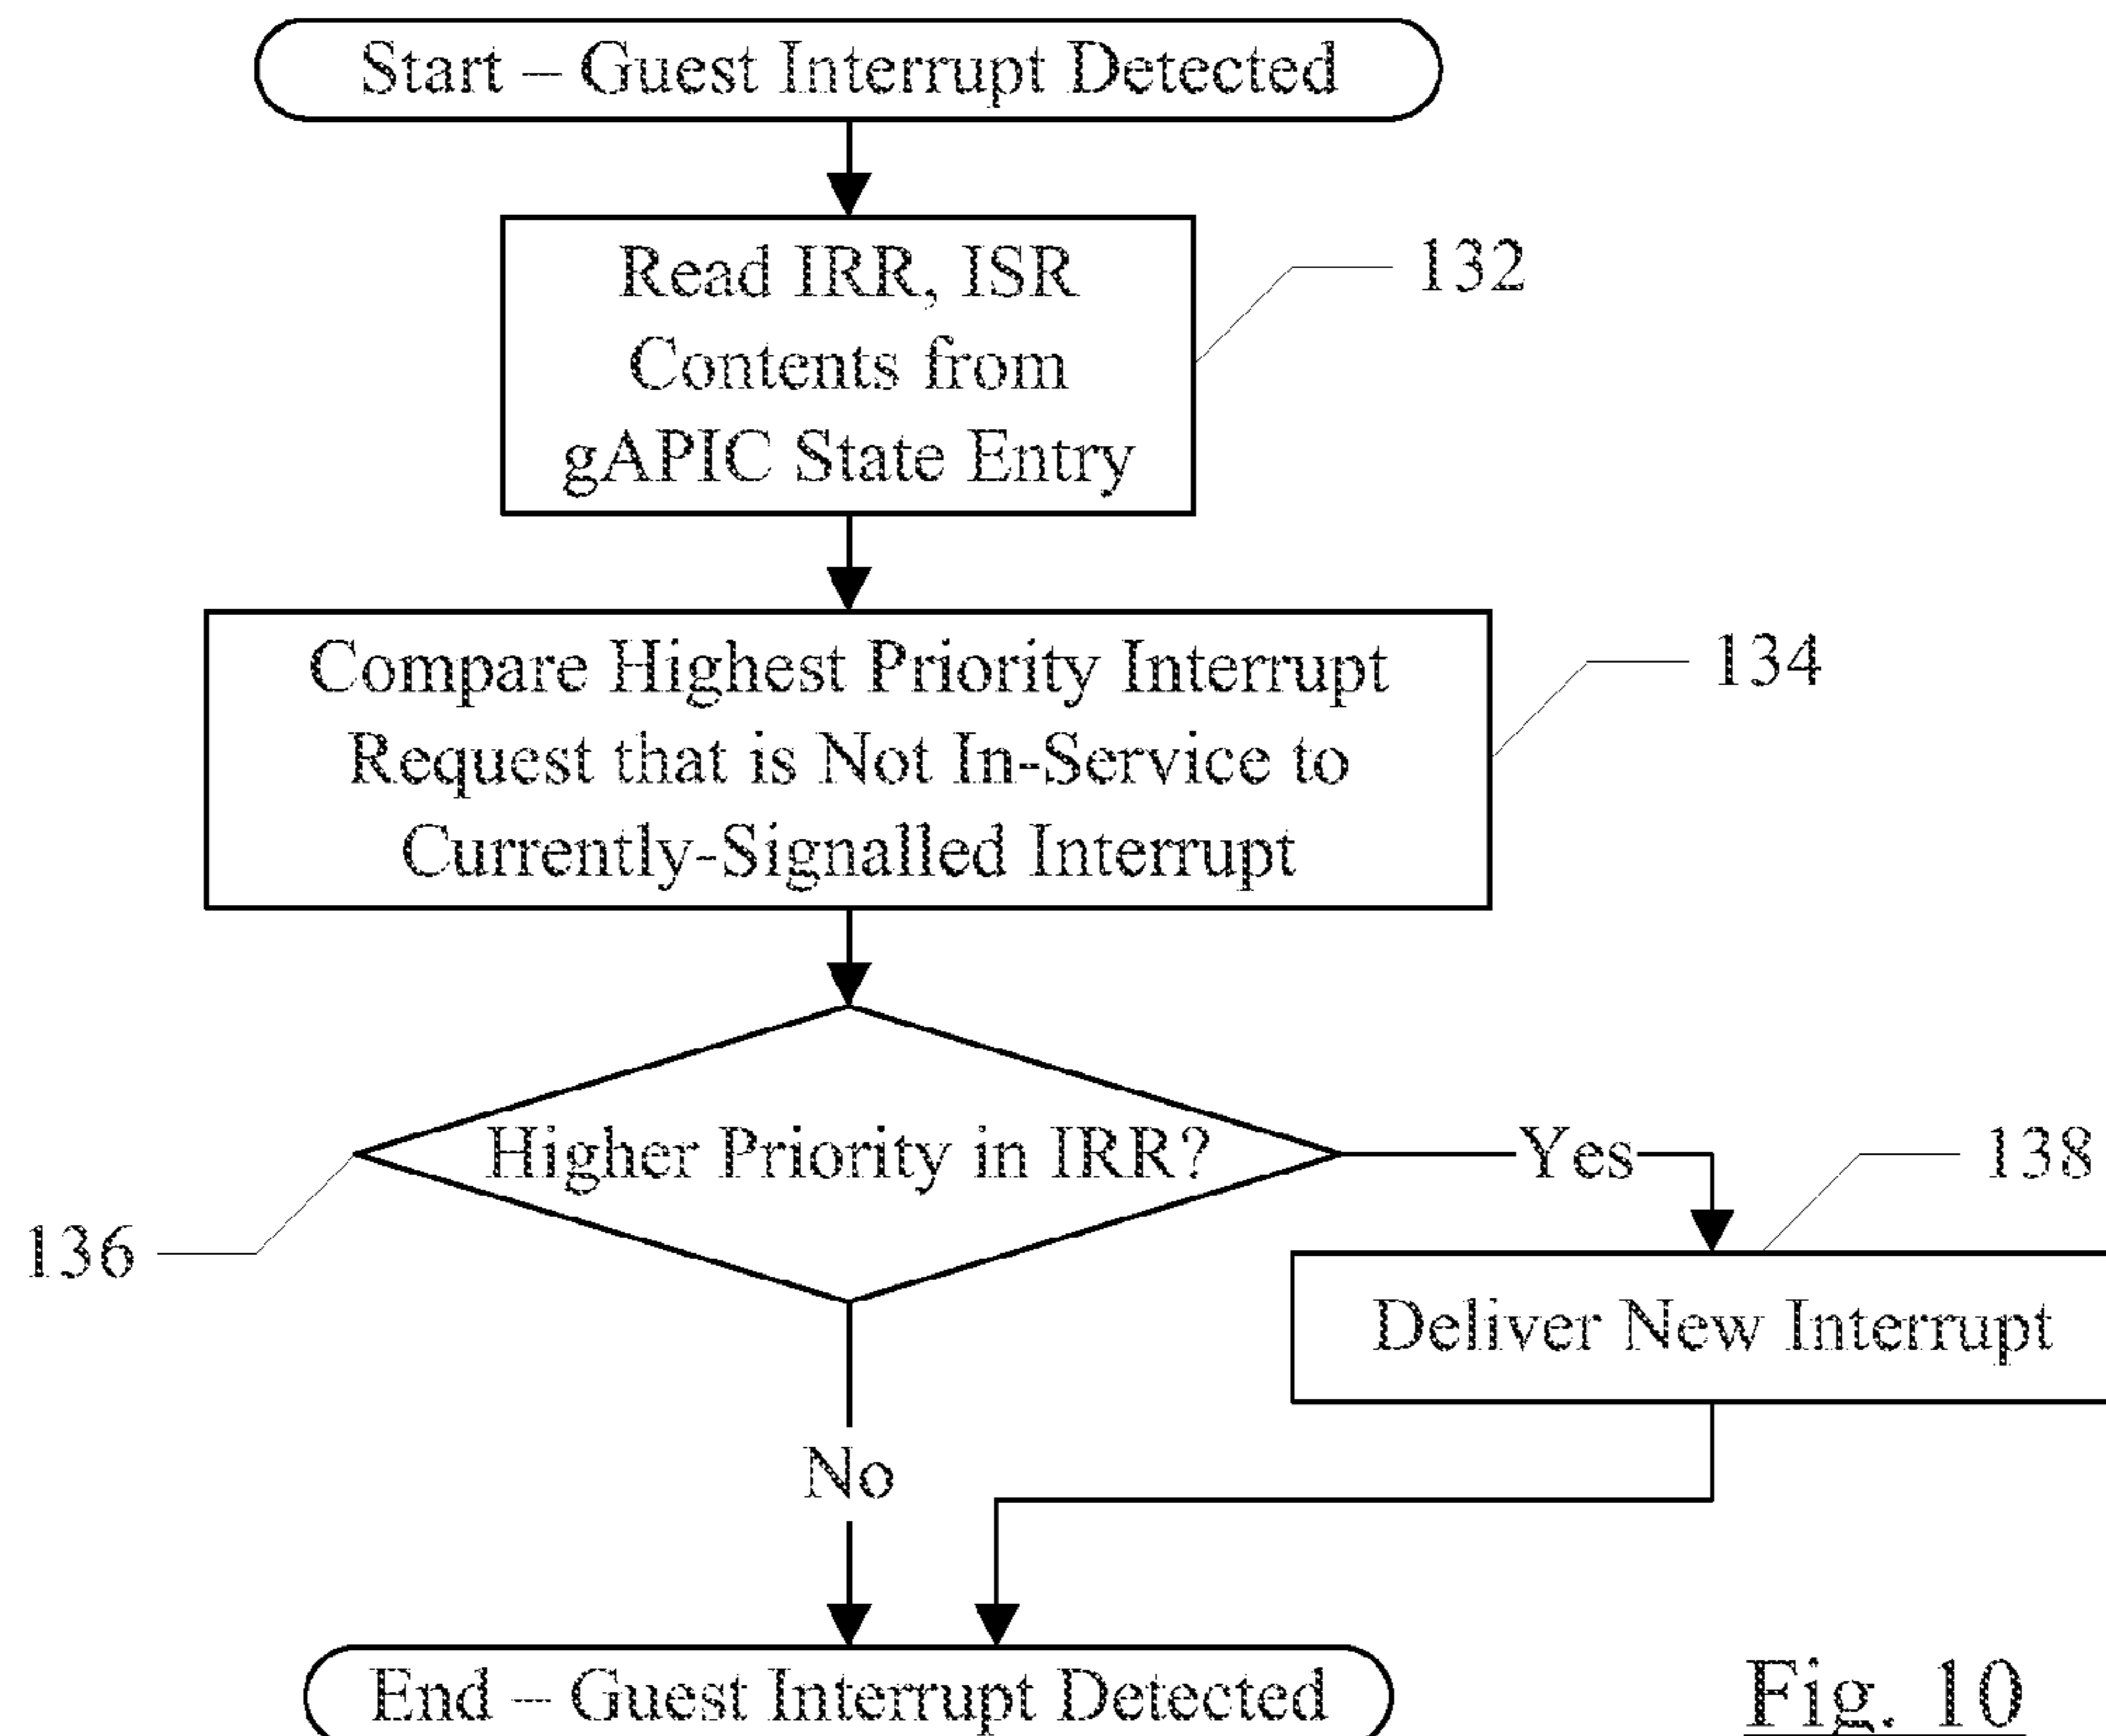 Start – Guest Interrupt Detected
Read IRR, ISR
Contents from
gAPIC State Entry
132
Compare Highest Priority Interrupt
Request that is Not In-Service to
Currently-Signalled Interrupt
134
Higher Priority in IRR?
Yes
138
136
Deliver New Interrupt
No
End – Guest Interrupt Detected
Fig. 10